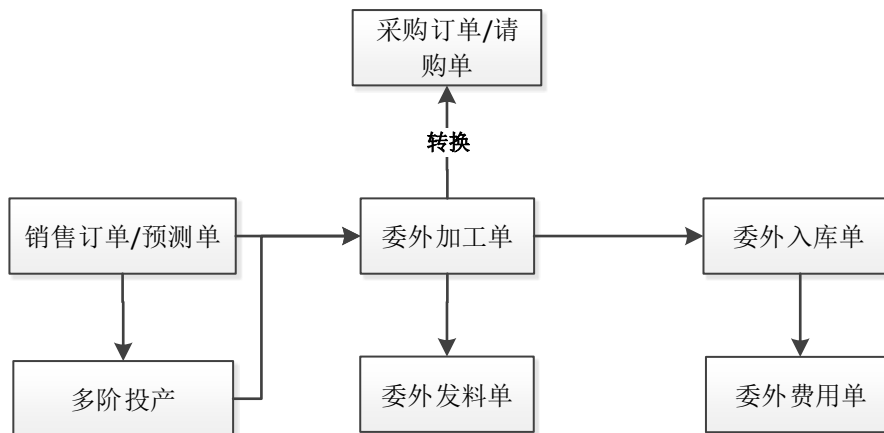 采购订单/请
购单
转换
销售订单/预测单
委外加工单
委外入库单
多阶投产
委外发料单
委外费用单